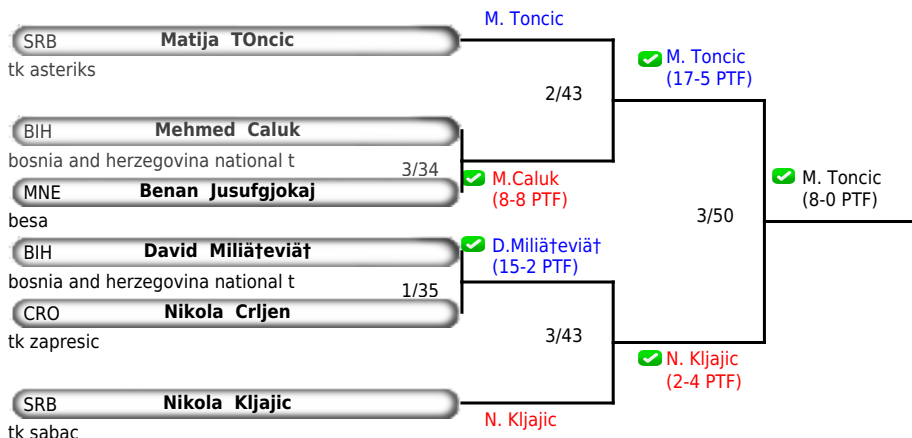 M. Toncic
SRB Matija TOncic
tk asteriks
M. Toncic
(17-5 PTF)
2/43
BIH Mehmed Caluk
bosnia and herzegovina national t
3/34
M.Caluk
(8-8 PTF)
MNE Benan Jusufgjokaj
besa
M. Toncic
(8-0 PTF)
3/50
BIH David Miliä†eviä†
bosnia and herzegovina national t
D.Miliä†eviä†
(15-2 PTF)
1/35
CRO Nikola Crljen
tk zapresic
3/43
N. Kljajic
(2-4 PTF)
SRB Nikola Kljajic
tk sabac
N. Kljajic